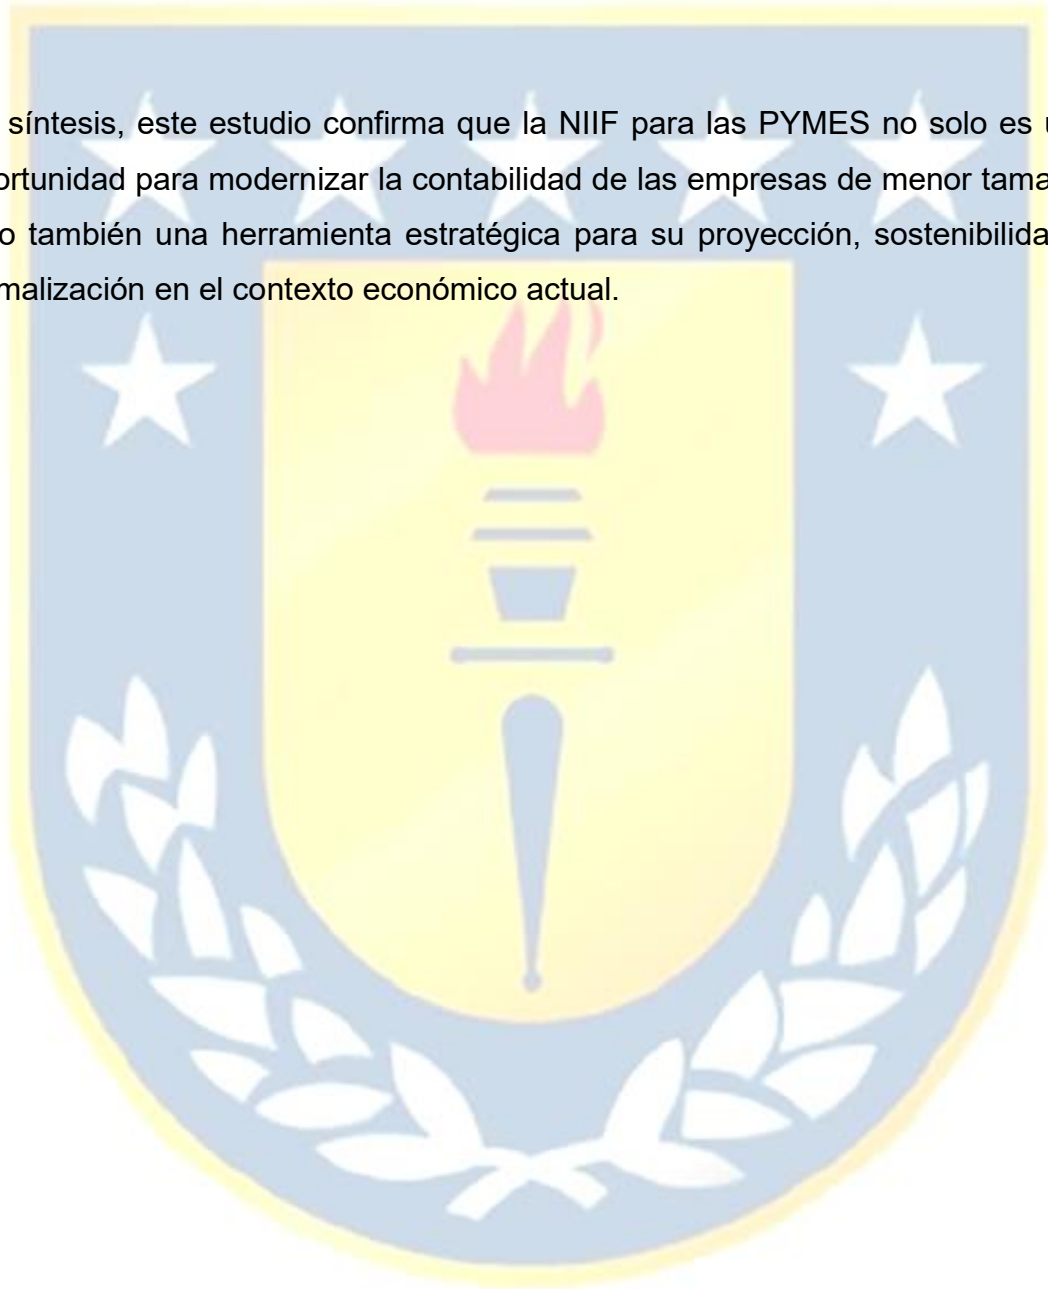 síntesis, este estudio confirma que la NIIF para las PYMES no solo es u
ortunidad para modernizar la contabilidad de las empresas de menor tama
o también una herramienta estratégica para su proyección, sostenibilida
malización en el contexto económico actual.